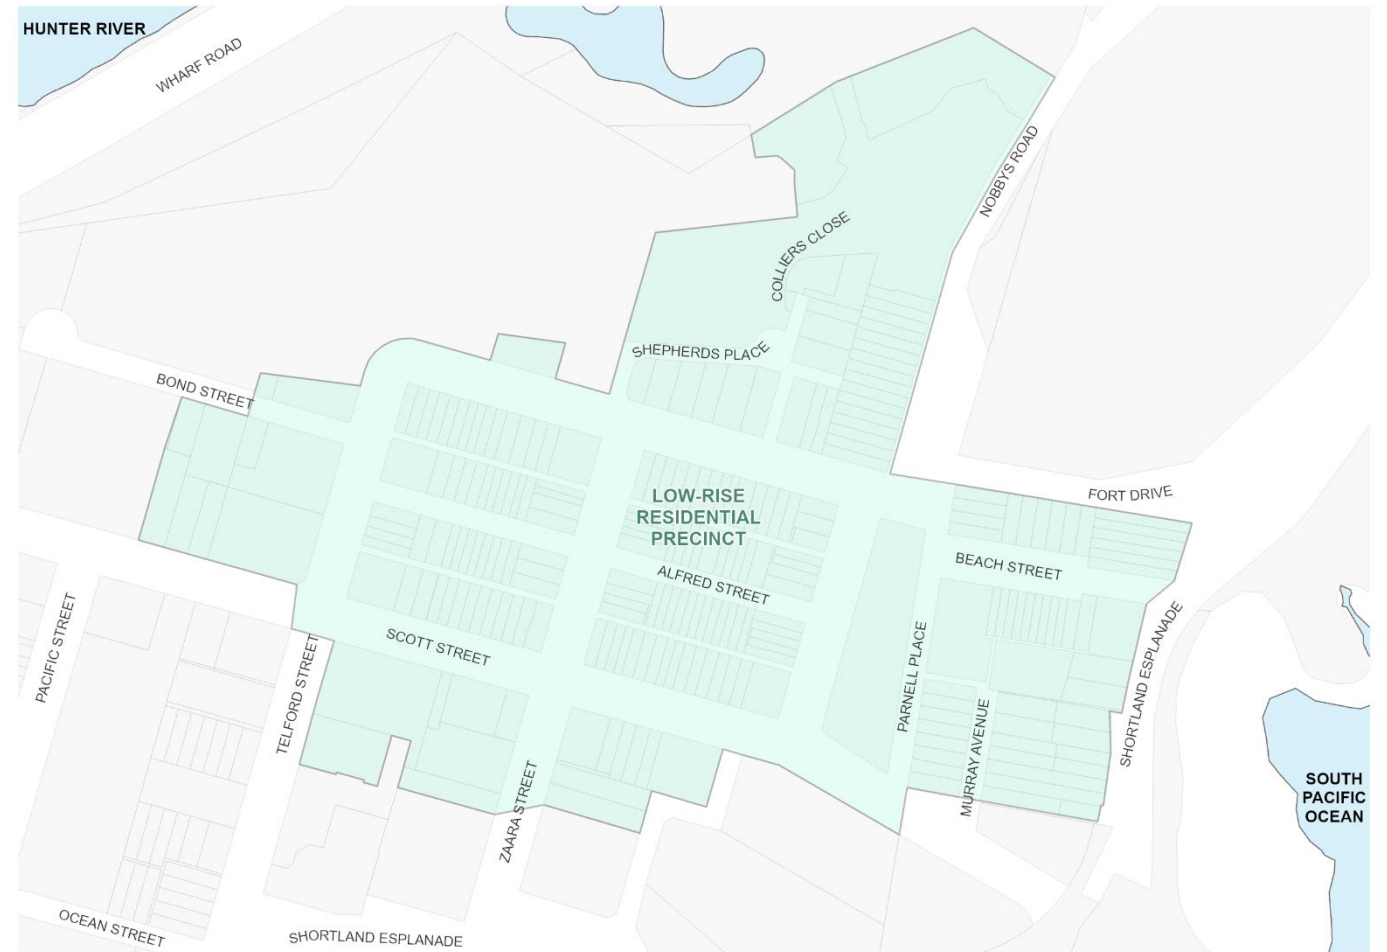 HUNTER RIVER
WHARF ROAD
NOBBYS ROAD
COLLIERS CLOSE
SHEPHERDS PLACE
BOND STREET
FORT DRIVE
LOW-RISE
RESIDENTIAL
PRECINCT
BEACH STREET
ALFRED STREET
SCOTT STREET
PACIFIC STREET
TELFORD STREET
PARNELL PLACE
SHORTLAND ESPLANADE
MURRAY AVENUE
ZAARA STREET
SOUTH
PACIFIC
OCEAN
OCEAN STREET
SHORTLAND ESPLANADE